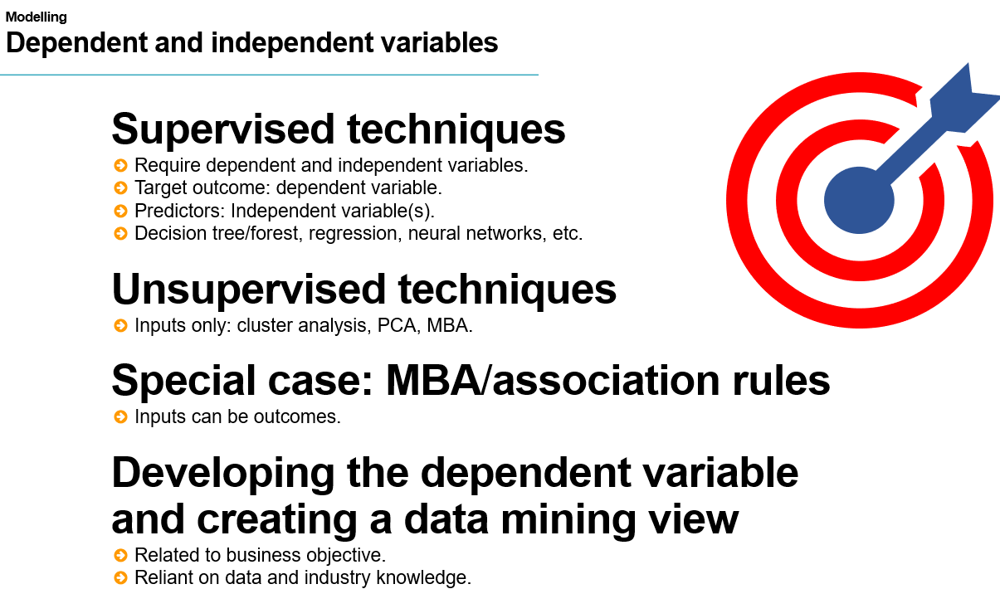 Modelling
Dependent and independent variables
Supervised techniques
Require dependent and independent variables.
Target outcome: dependent variable.
Predictors: Independent variable(s).
Decision tree/forest, regression, neural networks, etc.
Unsupervised techniques
Inputs only: cluster analysis, PCA, MBA.
Special case: MBA/association rules
Inputs can be outcomes.
Developing the dependent variable
and creating a data mining view
Related to business objective.
Reliant on data and industry knowledge.